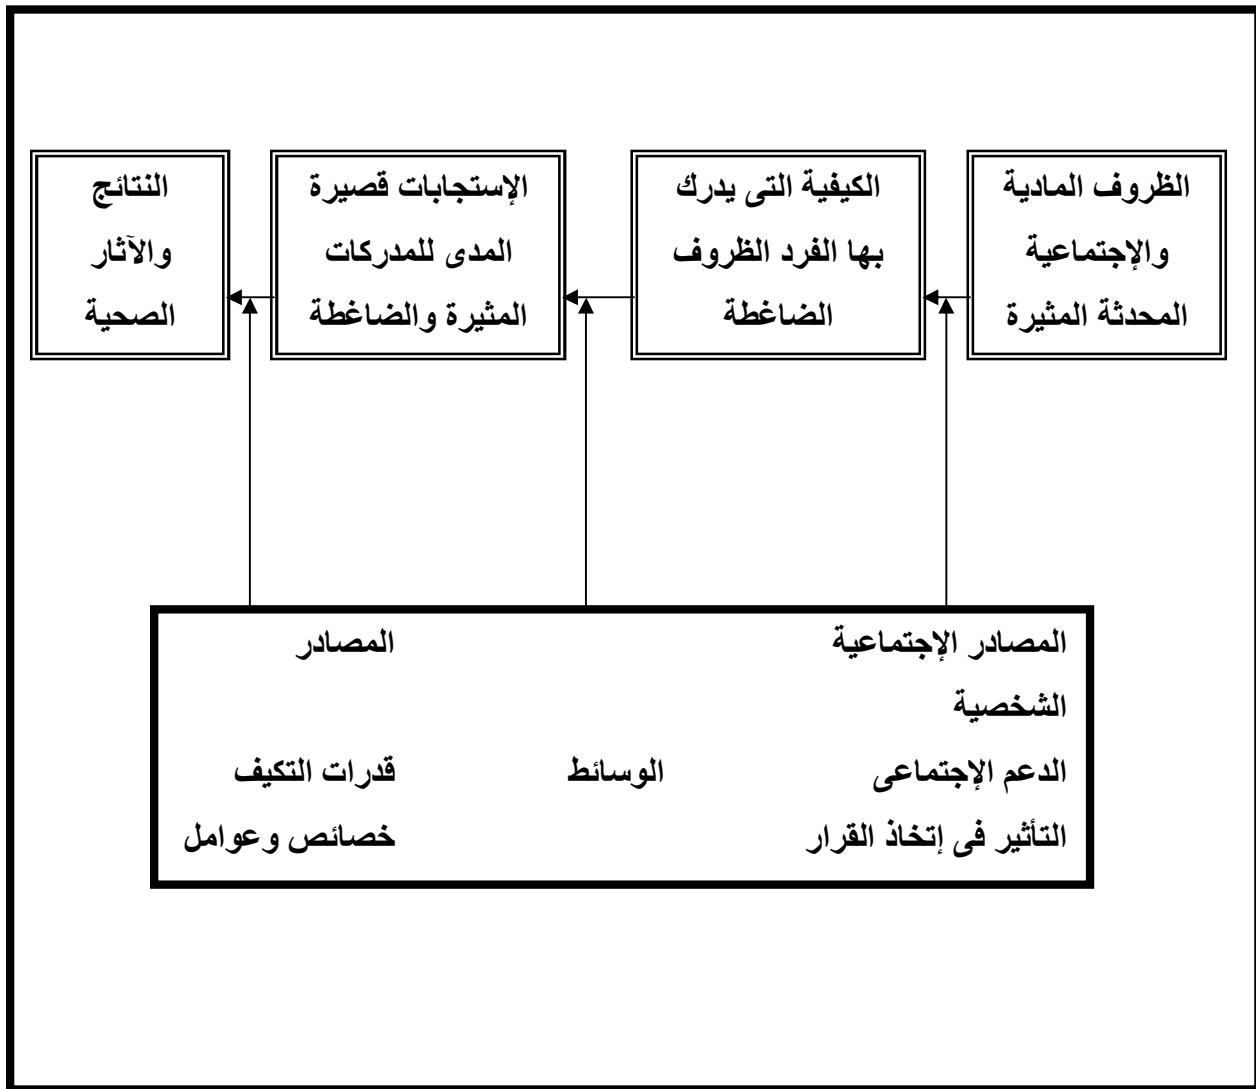 الظروف المادية
والإجتماعية
المحدثة المثيرة
الكيفية التى يدرك
بها الفرد الظروف
الضاغطة
الإستجابات قصيرة
المدى للمدركات
المثيرة والضاغطة
النتائج
والآثار
الصحية
المصادر الإجتماعية المصادر
الشخصية
الدعم الإجتماعى الوسائط قدرات التكيف
التأثير فى إتخاذ القرار خصائص وعوامل